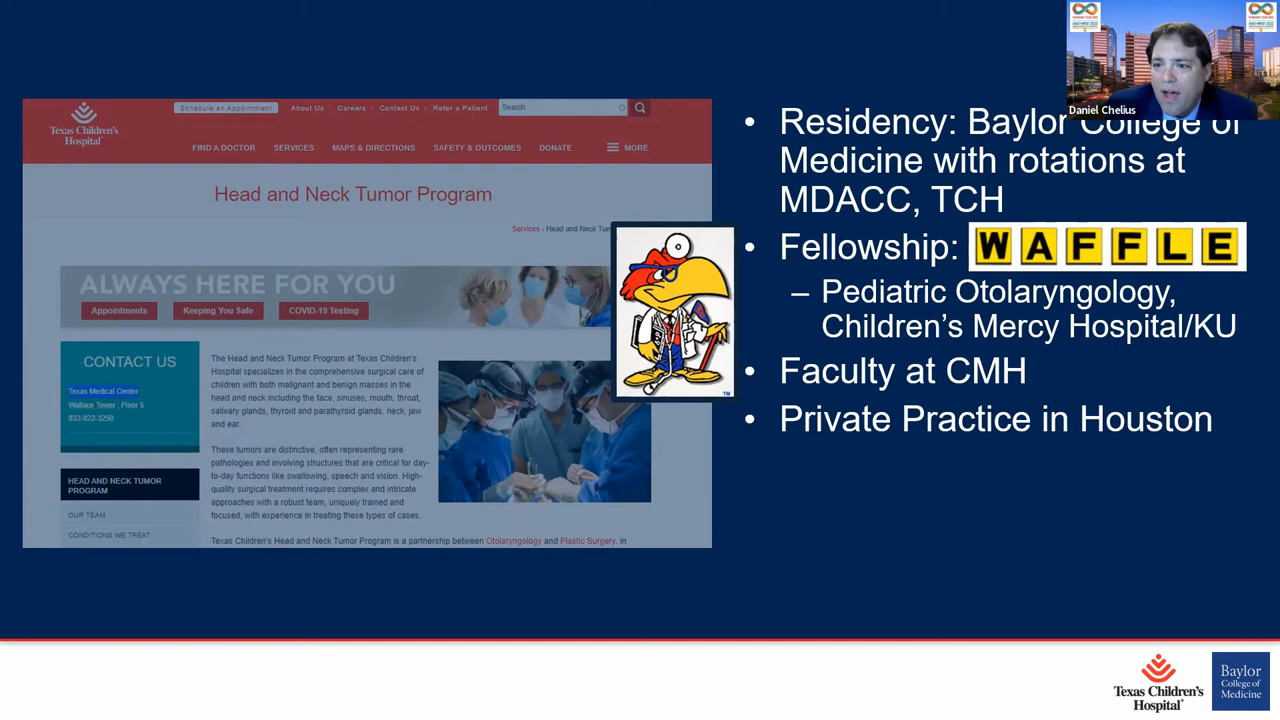 Schedule an Appointment
About Us
Careers
Contact Us
Refer a Patient
Search
Texas Children's
Hospital
FIND A DOCTOR
SERVICES
MAPS & DIRECTIONS
SAFETY & OUTCOMES
DONATE
MORE
Head and Neck Tumor Program
Services › Head and Neck Tum
ALWAYS HERE FOR YOU
Appointments
Keeping You Safe
COVID-19 Testing
CONTACT US
Texas Medical Center
Wallace Tower , Floor 5
832-822-3250
HEAD AND NECK TUMOR
PROGRAM
OUR TEAM
CONDITIONS WE TREAT
The Head and Neck Tumor Program at Texas Children's
Hospital specializes in the comprehensive surgical care of
children with both malignant and benign masses in the
head and neck including the face, sinuses, mouth, throat,
salivary glands, thyroid and parathyroid glands, neck, jaw
and ear.
These tumors are distinctive, often representing rare
pathologies and involving structures that are critical for day-
to-day functions like swallowing, speech and vision. High-
quality surgical treatment requires complex and intricate
approaches with a robust team, uniquely trained and
focused, with experience in treating these types of cases.
Texas Children's Head and Neck Tumor Program is a partnership between Otolaryngology and Plastic Surgery, in
TM
Daniel Chelius
• Residency: Baylor College of
Medicine with rotations at
MDACC, TCH
• Fellowship: WAFFLE
– Pediatric Otolaryngology,
Children's Mercy Hospital/KU
• Faculty at CMH
• Private Practice in Houston
Texas Children's
Hospital
Baylor
College of
Medicine